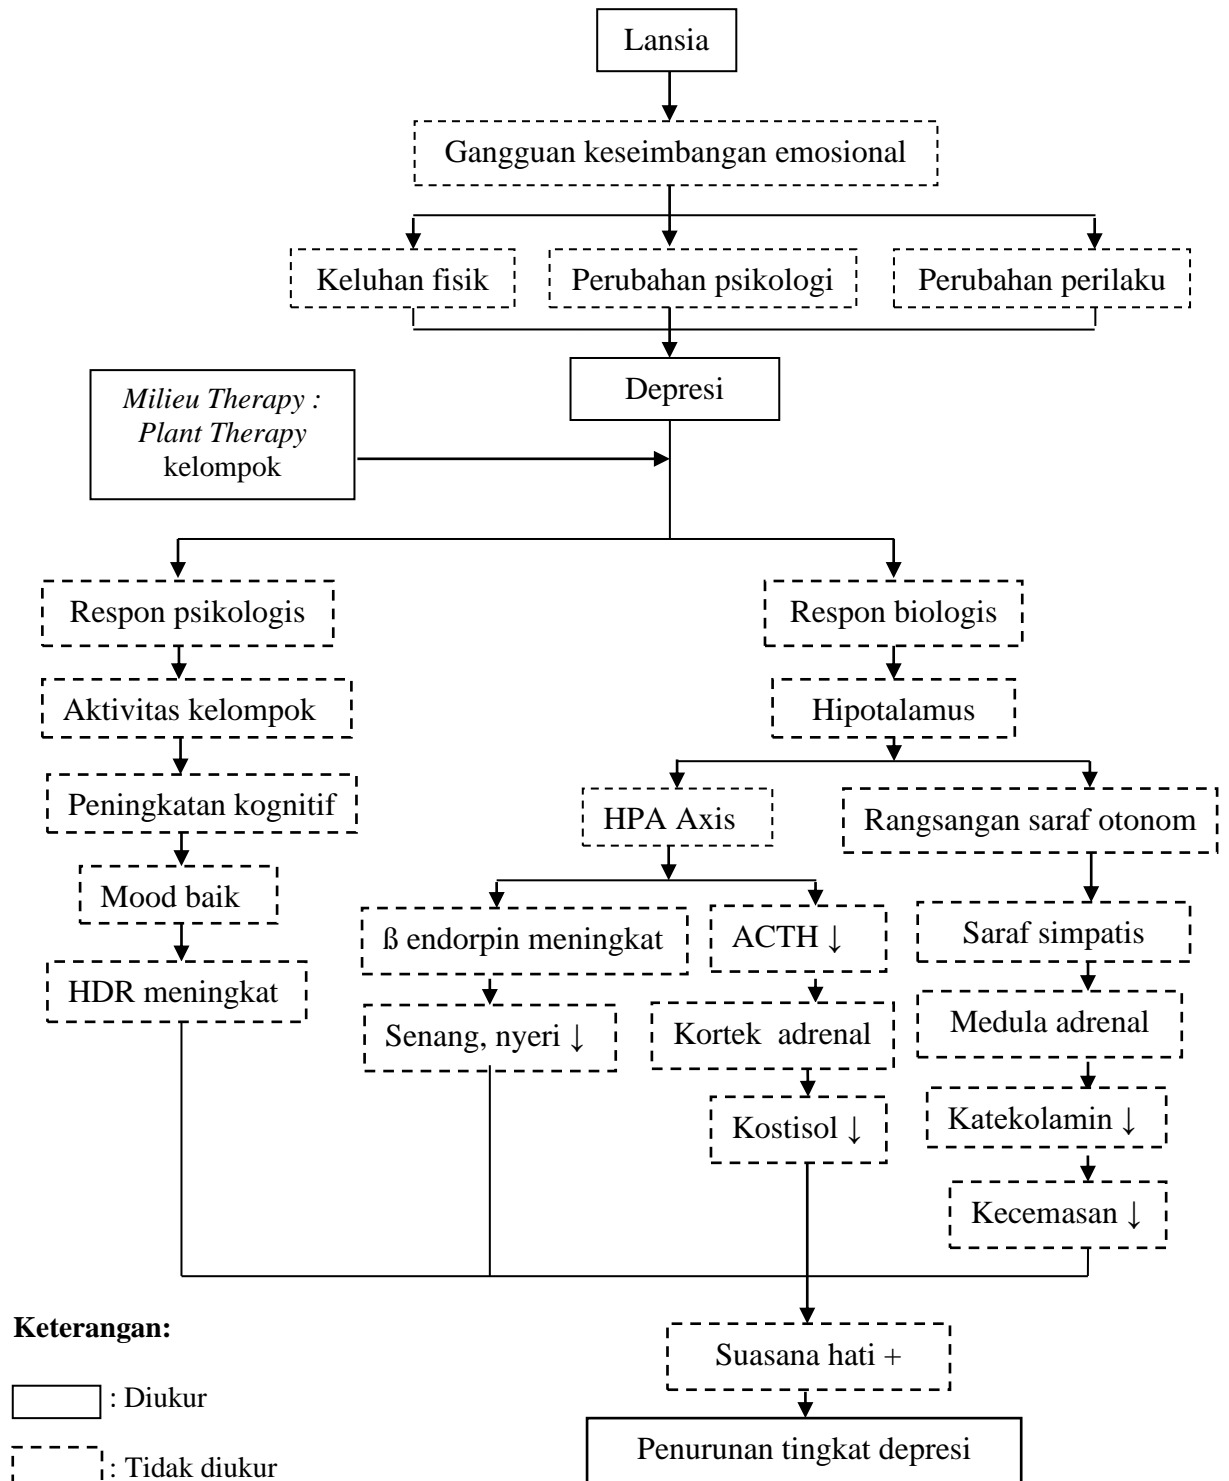 Lansia
Gangguan keseimbangan emosional
Keluhan fisik
Perubahan psikologi
Perubahan perilaku
Depresi
Milieu Therapy :
Plant Therapy
kelompok
Respon psikologis
Respon biologis
Aktivitas kelompok
Hipotalamus
Peningkatan kognitif
HPA Axis
Rangsangan saraf otonom
Mood baik
ß endorpin meningkat
ACTH ↓
Saraf simpatis
HDR meningkat
Senang, nyeri ↓
Kortek adrenal
Medula adrenal
Kostisol ↓
Katekolamin ↓
Kecemasan ↓
Keterangan:
Suasana hati +
: Diukur
Penurunan tingkat depresi
: Tidak diukur